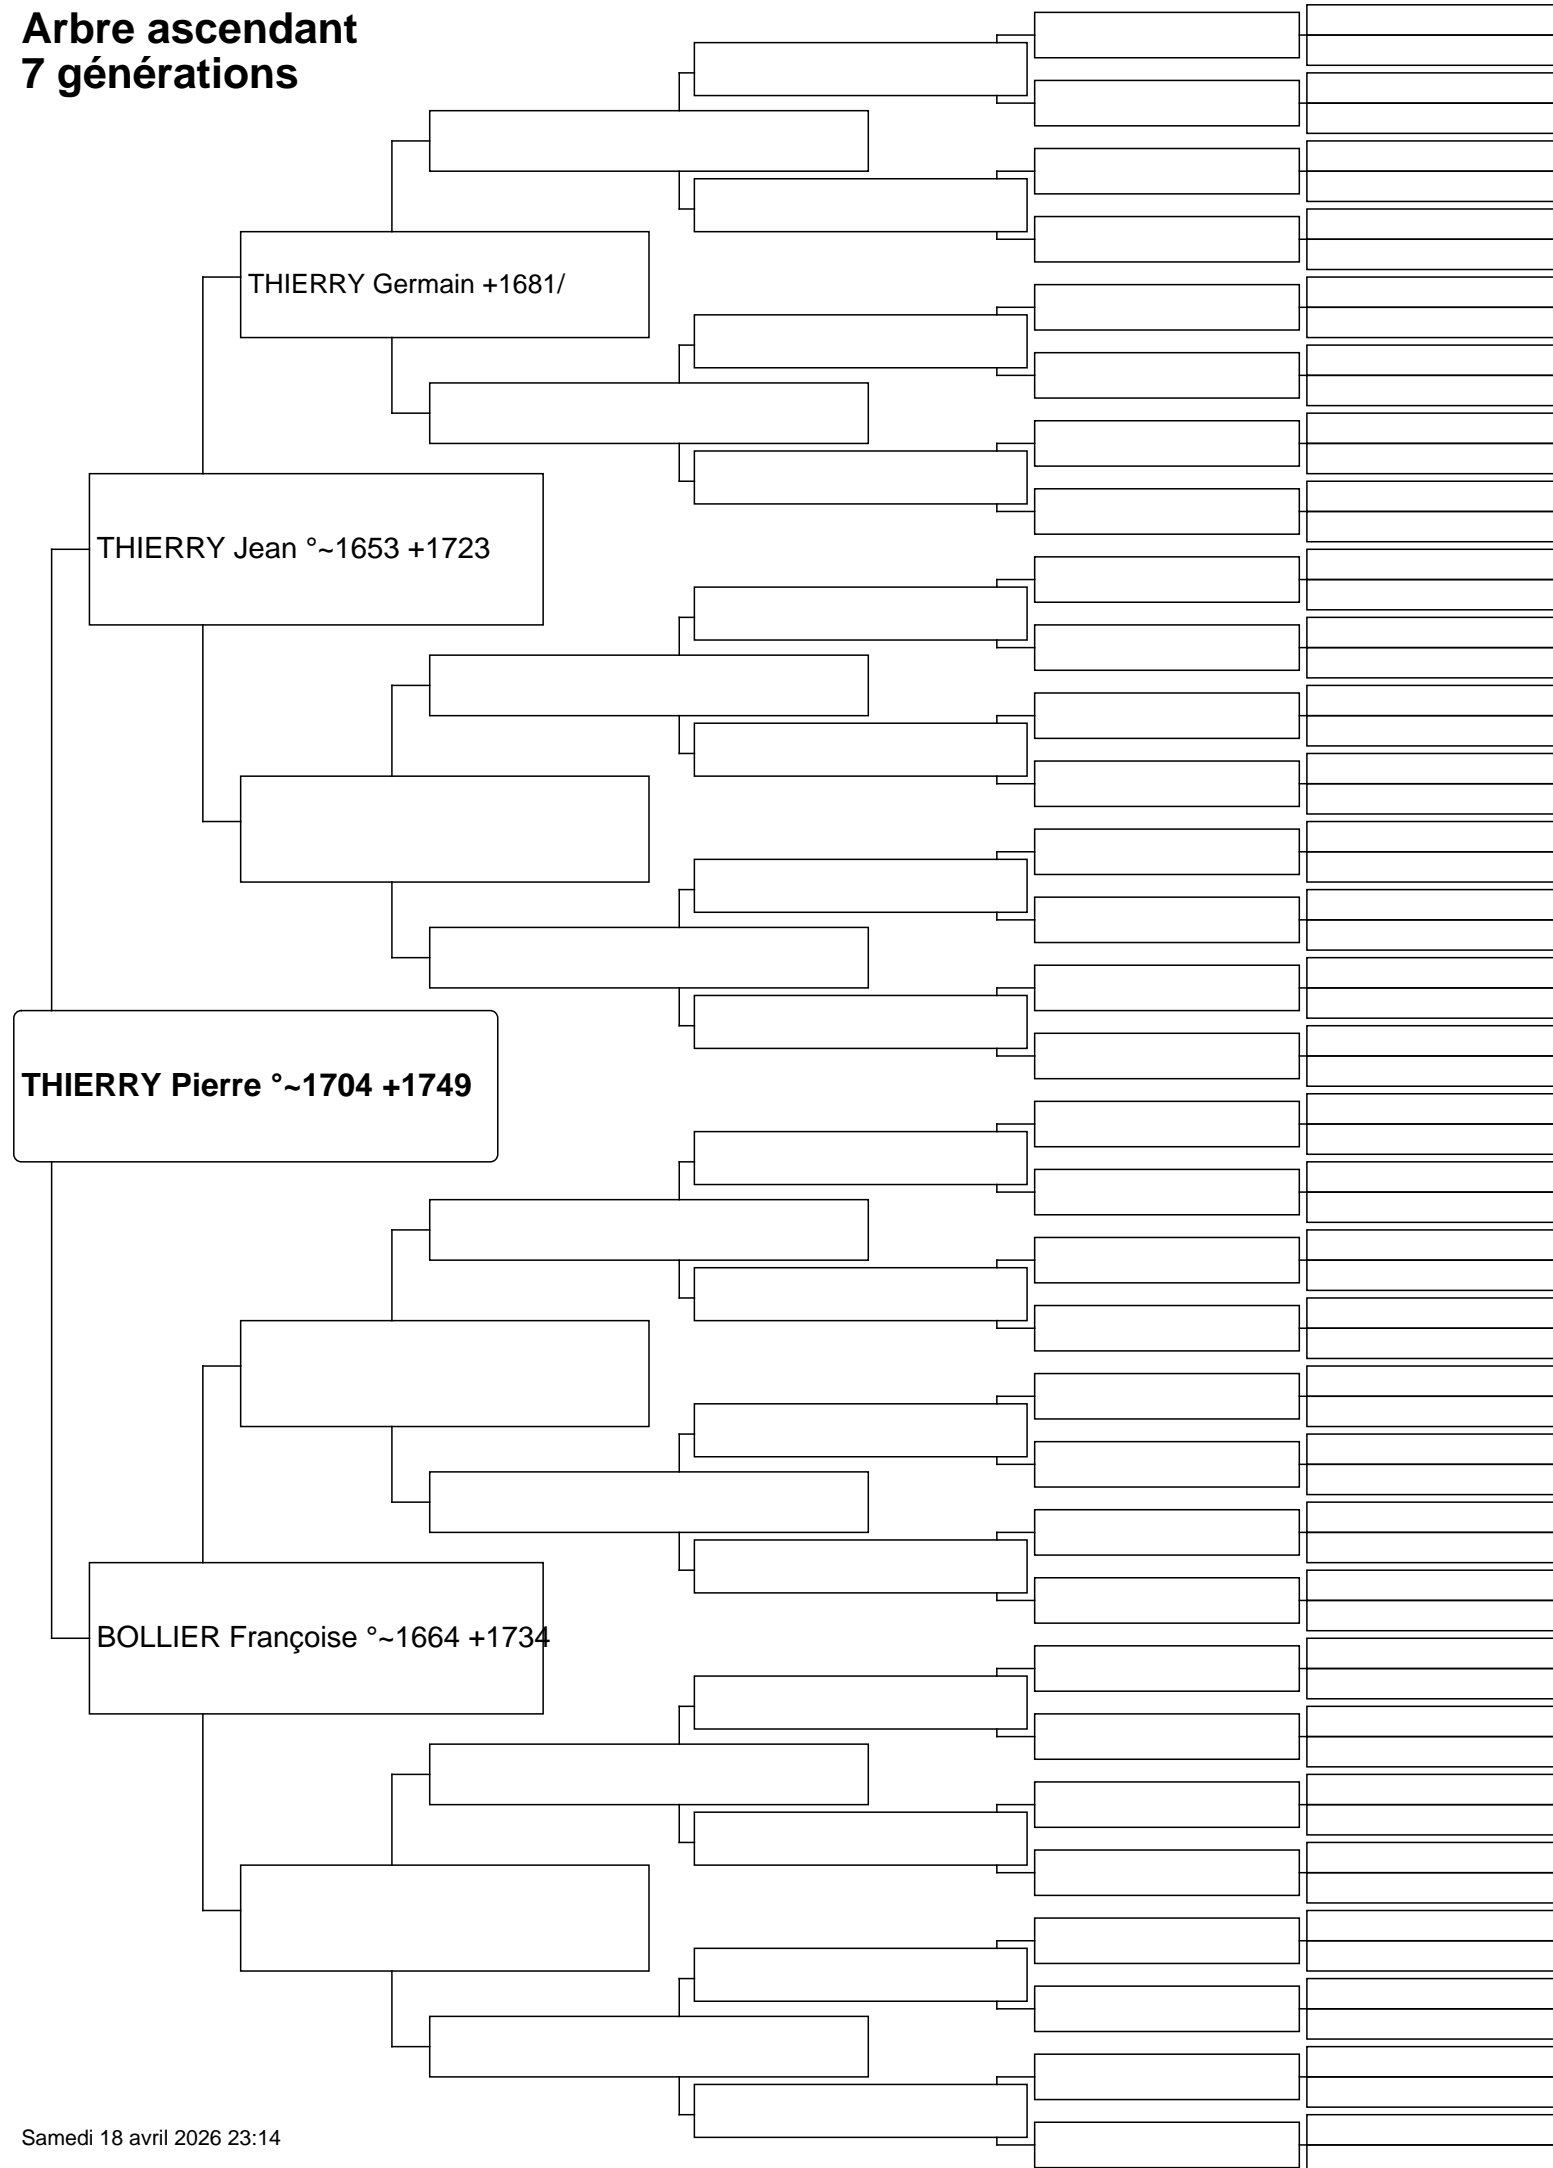 Arbre ascendant
7 générations
THIERRY Germain +1681/
THIERRY Jean °~1653 +1723
THIERRY Pierre °~1704 +1749
BOLLIER Françoise °~1664 +1734
Samedi 18 avril 2026 23:14